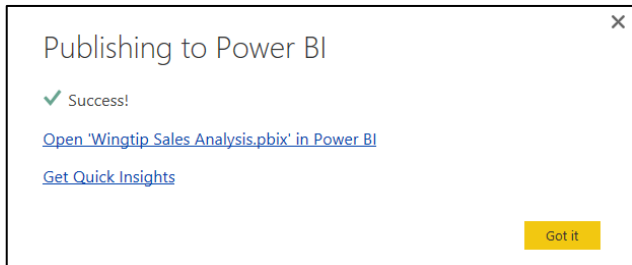 Publishing to Power BI
Success!
Open 'Wingtip Sales Analysis.pbix' in Power BI
Get Quick Insights
Got it